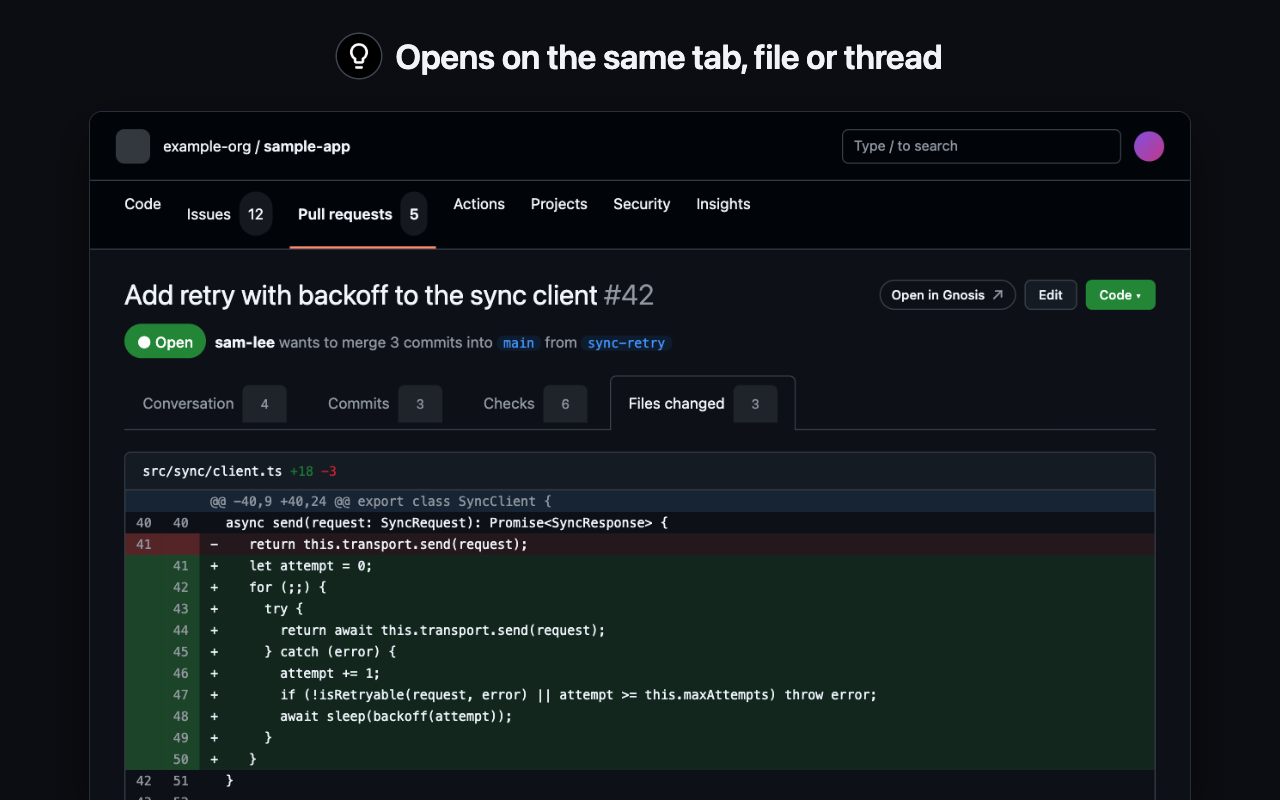 Opens on the same tab, file or thread
example-org / sample-app
Type / to search
Code Issues 12 Pull requests 5 Actions Projects Security Insights
Add retry with backoff to the sync client #42
Open in Gnosis ↗ Edit Code ▾
Open sam-lee wants to merge 3 commits into main from sync-retry
Conversation 4 Commits 3 Checks 6 Files changed 3
src/sync/client.ts +18 −3
@@ −40,9 +40,24 @@ export class SyncClient {
40 40 async send(request: SyncRequest): Promise<SyncResponse> {
41 − return this.transport.send(request);
41 + let attempt = 0;
42 + for (;;) {
43 + try {
44 + return await this.transport.send(request);
45 + } catch (error) {
46 + attempt += 1;
47 + if (!isRetryable(request, error) || attempt >= this.maxAttempts) throw error;
48 + await sleep(backoff(attempt));
49 + }
50 + }
42 51 }